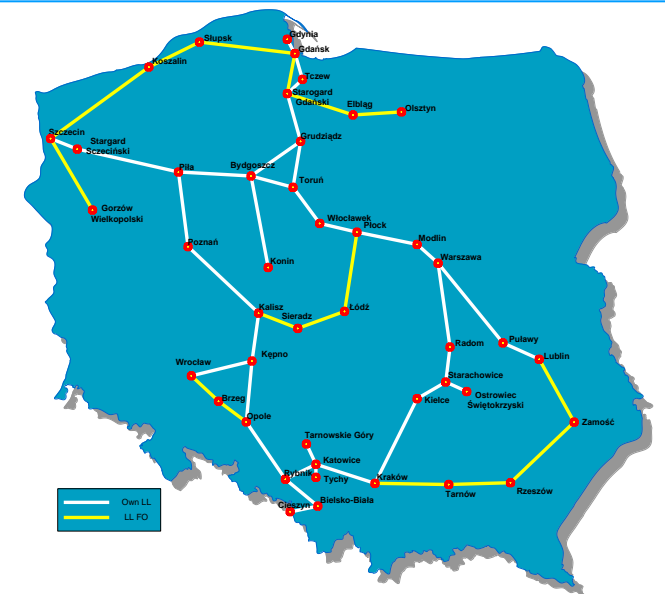 Gdynia
Słupsk
Gdańsk
Koszalin
Tczew
Starogard
Gdański
Elbląg
Olsztyn
Szczecin
Stargard
Sczeciński
Grudziądz
Piła
Bydgoszcz
Toruń
Gorzów
Wielkopolski
Włocławek
Płock
Poznań
Modlin
Konin
Warszawa
Kalisz
Sieradz
Łódź
Radom
Puławy
Kępno
Lublin
Wrocław
Starachowice
Brzeg
Kielce
Ostrowiec
Świętokrzyski
Opole
Zamość
Tarnowskie Góry
Katowice
Rybnik
Tychy
Kraków
Tarnów
Rzeszów
Cieszyn
Bielsko-Biała
Own LL
LL FO